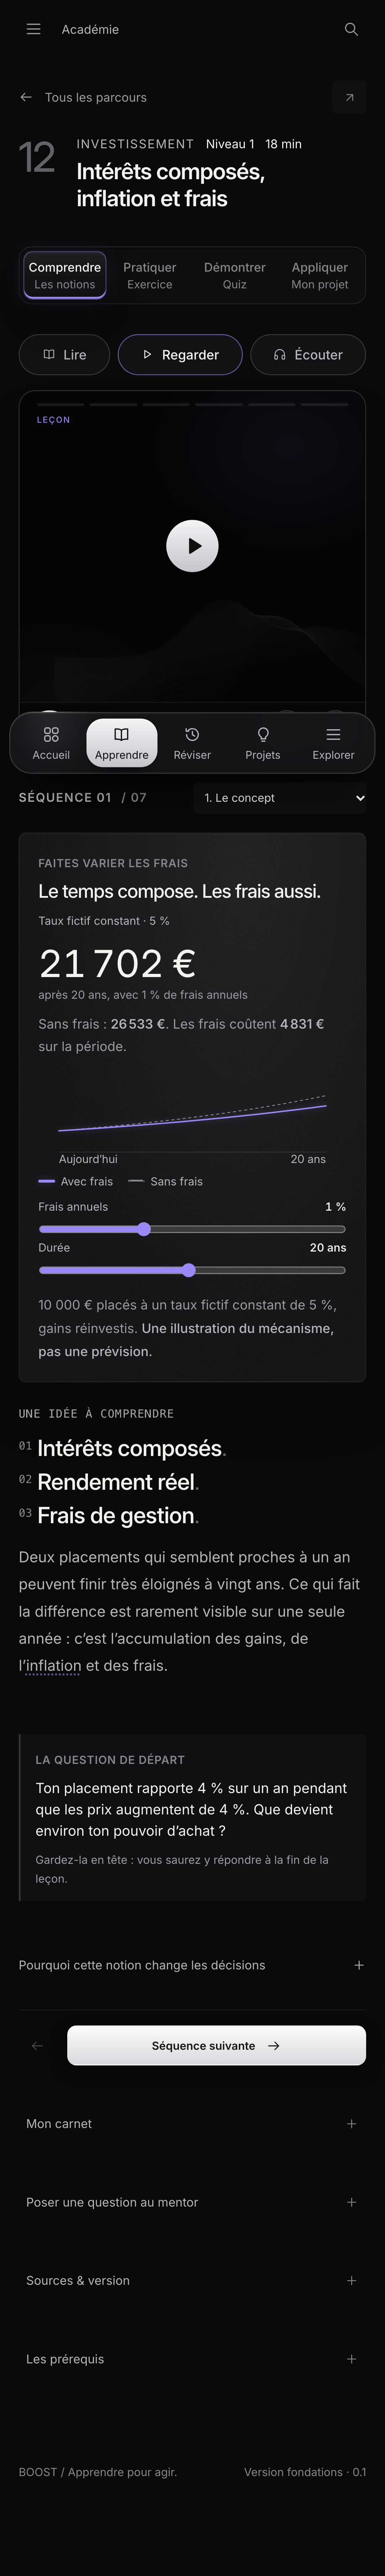 Académie
Tous les parcours
12
INVESTISSEMENT Niveau 1 18 min
Intérêts composés,
inflation et frais
Comprendre
Les notions
Pratiquer
Exercice
Démontrer
Quiz
Appliquer
Mon projet
Lire
Regarder
Écouter
LEÇON
Accueil
Apprendre
Réviser
Projets
Explorer
SÉQUENCE 01 / 07
1. Le concept
FAITES VARIER LES FRAIS
Le temps compose. Les frais aussi.
Taux fictif constant · 5 %
21 702 €
après 20 ans, avec 1 % de frais annuels
Sans frais : 26 533 €. Les frais coûtent 4 831 €
sur la période.
Aujourd'hui 20 ans
Avec frais Sans frais
Frais annuels 1 %
Durée 20 ans
10 000 € placés à un taux fictif constant de 5 %,
gains réinvestis. Une illustration du mécanisme,
pas une prévision.
UNE IDÉE À COMPRENDRE
01 Intérêts composés.
02 Rendement réel.
03 Frais de gestion.
Deux placements qui semblent proches à un an
peuvent finir très éloignés à vingt ans. Ce qui fait
la différence est rarement visible sur une seule
année : c'est l'accumulation des gains, de
l'inflation et des frais.
LA QUESTION DE DÉPART
Ton placement rapporte 4 % sur un an pendant
que les prix augmentent de 4 %. Que devient
environ ton pouvoir d'achat ?
Gardez-la en tête : vous saurez y répondre à la fin de la
leçon.
Pourquoi cette notion change les décisions
Séquence suivante
Mon carnet
Poser une question au mentor
Sources & version
Les prérequis
BOOST / Apprendre pour agir. Version fondations · 0.1